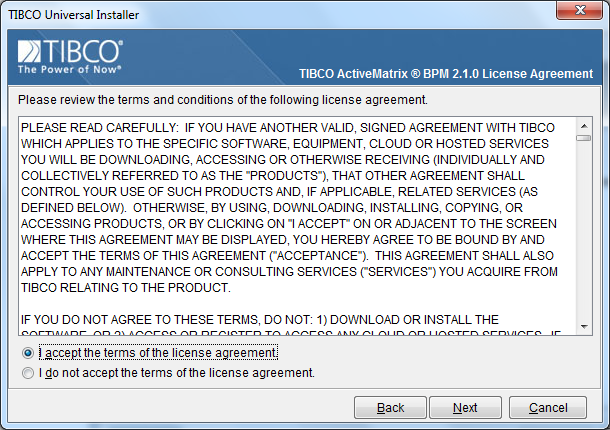 TIBCO Universal Installer
TIBCO®
The Power of Now®
TIBCO ActiveMatrix ® BPM 2.1.0 License Agreement
Please review the terms and conditions of the following license agreement.
PLEASE READ CAREFULLY:  IF YOU HAVE ANOTHER VALID, SIGNED AGREEMENT WITH TIBCO
WHICH APPLIES TO THE SPECIFIC SOFTWARE, EQUIPMENT, CLOUD OR HOSTED SERVICES
YOU WILL BE DOWNLOADING, ACCESSING OR OTHERWISE RECEIVING (INDIVIDUALLY AND
COLLECTIVELY REFERRED TO AS THE "PRODUCTS"), THAT OTHER AGREEMENT SHALL
CONTROL YOUR USE OF SUCH PRODUCTS AND, IF APPLICABLE, RELATED SERVICES (AS
DEFINED BELOW).  OTHERWISE, BY USING, DOWNLOADING, INSTALLING, COPYING, OR
ACCESSING PRODUCTS, OR BY CLICKING ON "I ACCEPT" ON OR ADJACENT TO THE SCREEN
WHERE THIS AGREEMENT MAY BE DISPLAYED, YOU HEREBY AGREE TO BE BOUND BY AND
ACCEPT THE TERMS OF THIS AGREEMENT ("ACCEPTANCE").  THIS AGREEMENT SHALL ALSO
APPLY TO ANY MAINTENANCE OR CONSULTING SERVICES ("SERVICES") YOU ACQUIRE FROM
TIBCO RELATING TO THE PRODUCT.
IF YOU DO NOT AGREE TO THESE TERMS, DO NOT: 1) DOWNLOAD OR INSTALL THE
SOFTWARE, OR 2) ACCESS OR REGISTER TO ACCESS ANY CLOUD OR HOSTED SERVICES.  IF
I accept the terms of the license agreement.
I do not accept the terms of the license agreement.
Back
Next
Cancel